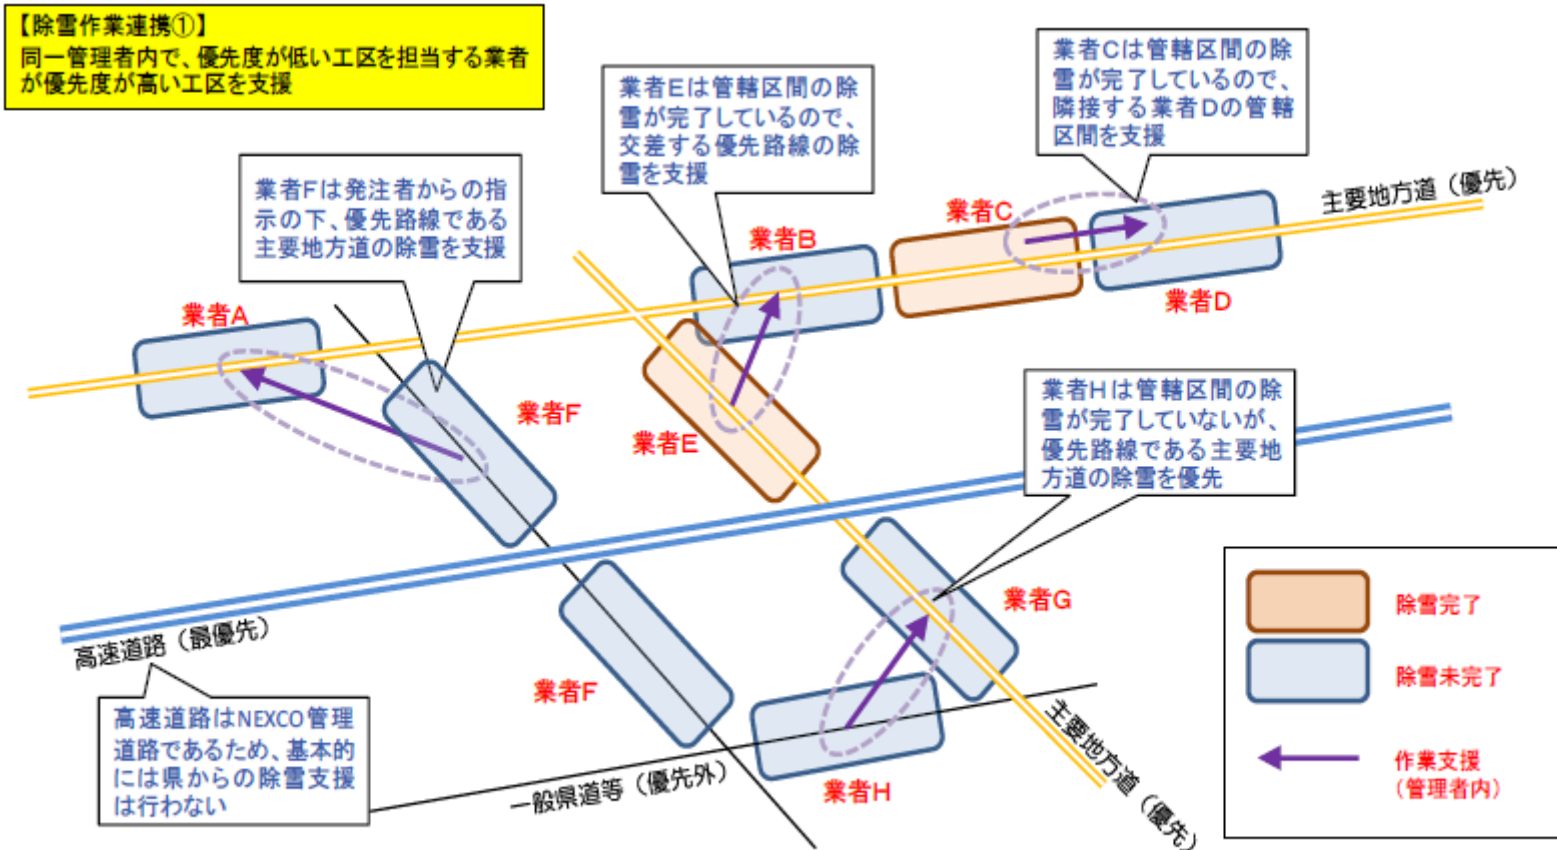 【除雪作業連携①】
同一管理者内で、優先度が低い工区を担当する業者
が優先度が高い工区を支援
業者Cは管轄区間の除
雪が完了しているので、
隣接する業者Dの管轄
区間を支援
業者Eは管轄区間の除
雪が完了しているので、
交差する優先路線の除
雪を支援
業者Fは発注者からの指
示の下、優先路線である
主要地方道の除雪を支援
主要地方道（優先）
業者C
業者B
業者D
業者A
業者F
業者E
業者Hは管轄区間の除
雪が完了していないが、
優先路線である主要地
方道の除雪を優先
業者G
高速道路（最優先）
業者F
高速道路はNEXCO管理
道路であるため、基本的
には県からの除雪支援
は行わない
一般県道等（優先外）
業者H
主要地方道（優先）
除雪完了
除雪未完了
作業支援
（管理者内）